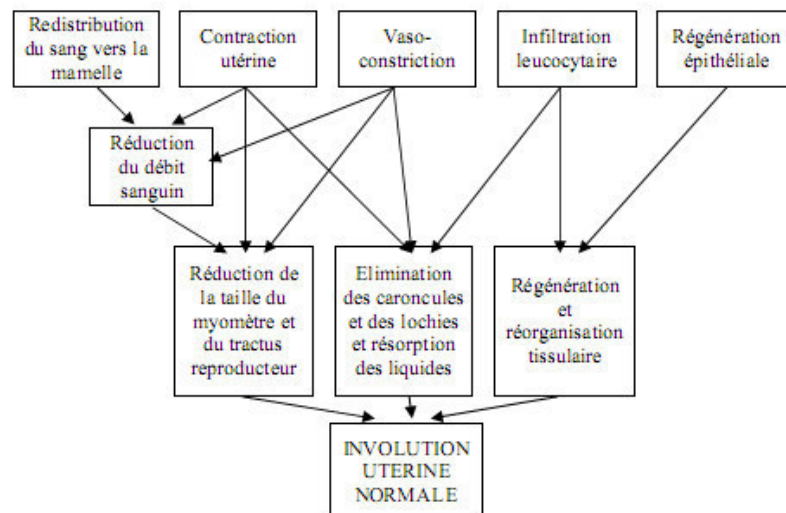 Redistribution
du sang vers la
mamelle
Contraction
utérine
Vaso-
constriction
Infiltration
leucocytaire
Régénération
épithéliale
Réduction
du débit
sanguin
Réduction de
la taille du
myomètre et
du tractus
reproducteur
Elimination
des caroncules
et des lochies
et résorption
des liquides
Régénération
et
réorganisation
tissulaire
INVOLUTION
UTERINE
NORMALE